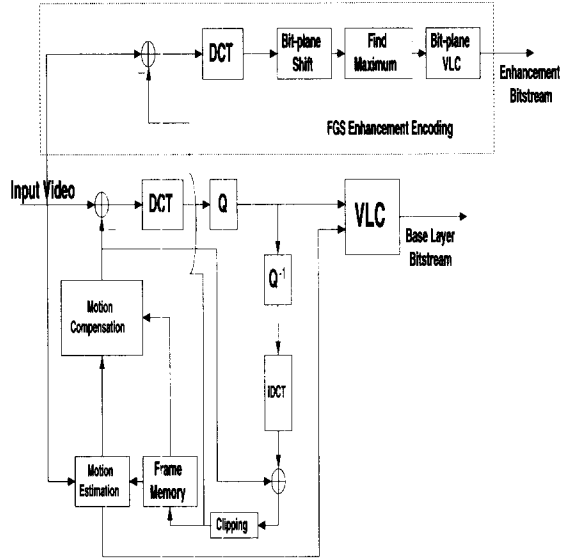 DCT
Bit-plane
Shift
Find
Maximum
Bit-plane
VLC
Enhancement
Bitstream
FGS Enhancement Encoding
Input Video
DCT
Q
VLC
Base Layer
Bitstream
Q⁻¹
Motion
Compensation
IDCT
Motion
Estimation
Frame
Memory
Clipping